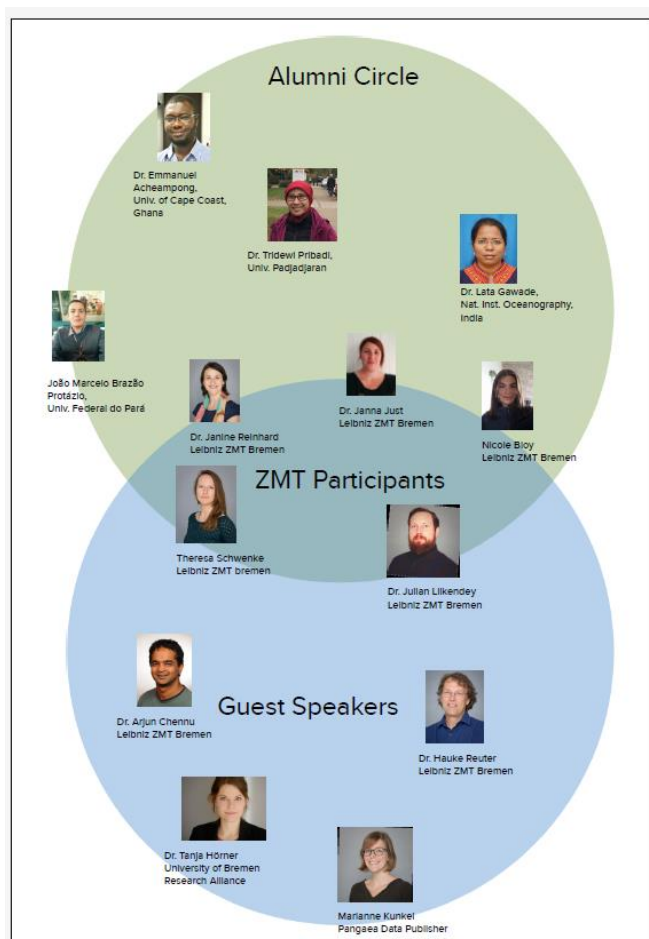 Alumni Circle
Dr. Emmanuel
Acheampong,
Univ. of Cape Coast,
Ghana
Dr. Tridewi Pribadi,
Univ. Padjadjaran
Dr. Lata Gawade,
Nat. Inst. Oceanography,
India
João Marcelo Brazão
Protázio,
Univ. Federal do Pará
Dr. Janna Just
Leibniz ZMT Bremen
Dr. Janine Reinhard
Leibniz ZMT Bremen
Nicole Bloy
Leibniz ZMT Bremen
ZMT Participants
Theresa Schwenke
Leibniz ZMT bremen
Dr. Julian Lilkendey
Leibniz ZMT Bremen
Guest Speakers
Dr. Arjun Chennu
Leibniz ZMT Bremen
Dr. Hauke Reuter
Leibniz ZMT Bremen
Dr. Tanja Hörner
University of Bremen
Research Alliance
Marianne Kunkel
Pangaea Data Publisher